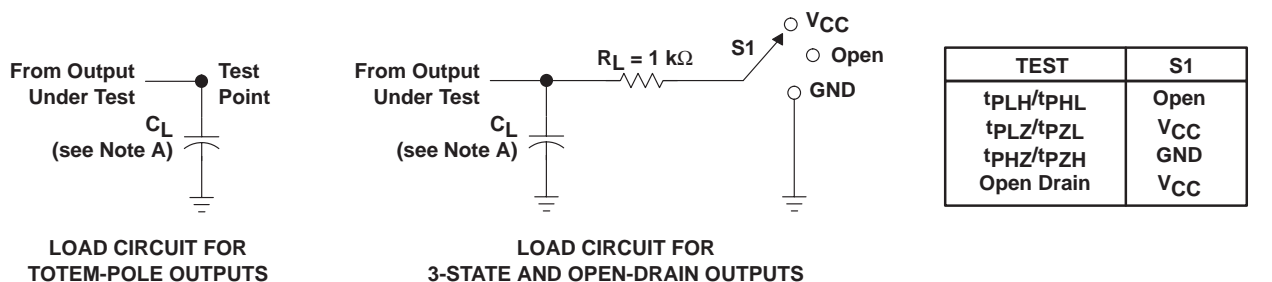 From Output
Under Test
Test
Point
CL
(see Note A)
LOAD CIRCUIT FOR
TOTEM-POLE OUTPUTS
From Output
Under Test
RL = 1 kΩ
S1
VCC
Open
GND
CL
(see Note A)
LOAD CIRCUIT FOR
3-STATE AND OPEN-DRAIN OUTPUTS
TEST S1
tPLH/tPHL Open
tPLZ/tPZL VCC
tPHZ/tPZH GND
Open Drain VCC